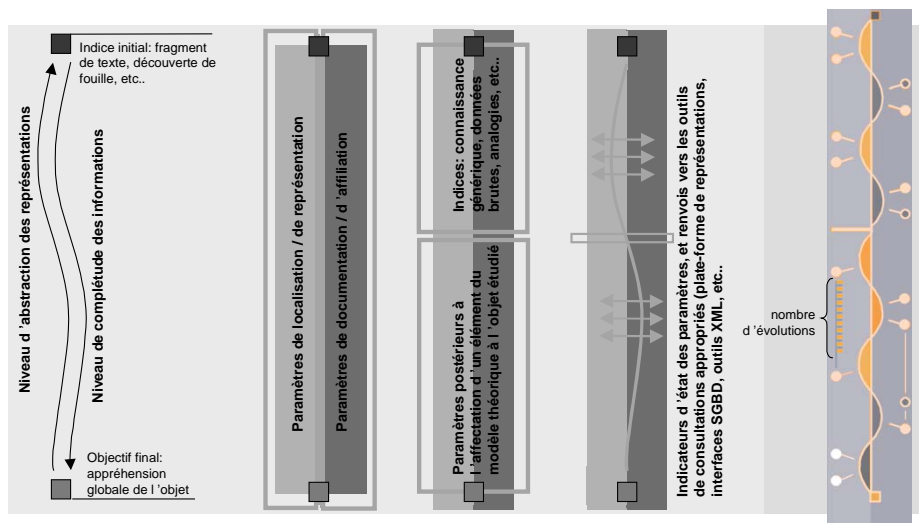 Indice initial: fragment
de texte, découverte de
fouille, etc..
Niveau d 'abstraction des représentations
Niveau de complétude des informations
Objectif final:
appréhension
globale de l 'objet
Paramètres de localisation / de représentation
Paramètres de documentation / d 'affiliation
Indices: connaissance
générique, données
brutes, analogies, etc..
Paramètres postérieurs à
l 'affectation d 'un élément du
modèle théorique à l 'objet étudié
Indicateurs d 'état des paramètres, et renvois vers les outils
de consultations appropriés (plate-forme de représentations,
interfaces SGBD, outils XML, etc..
nombre
d 'évolutions